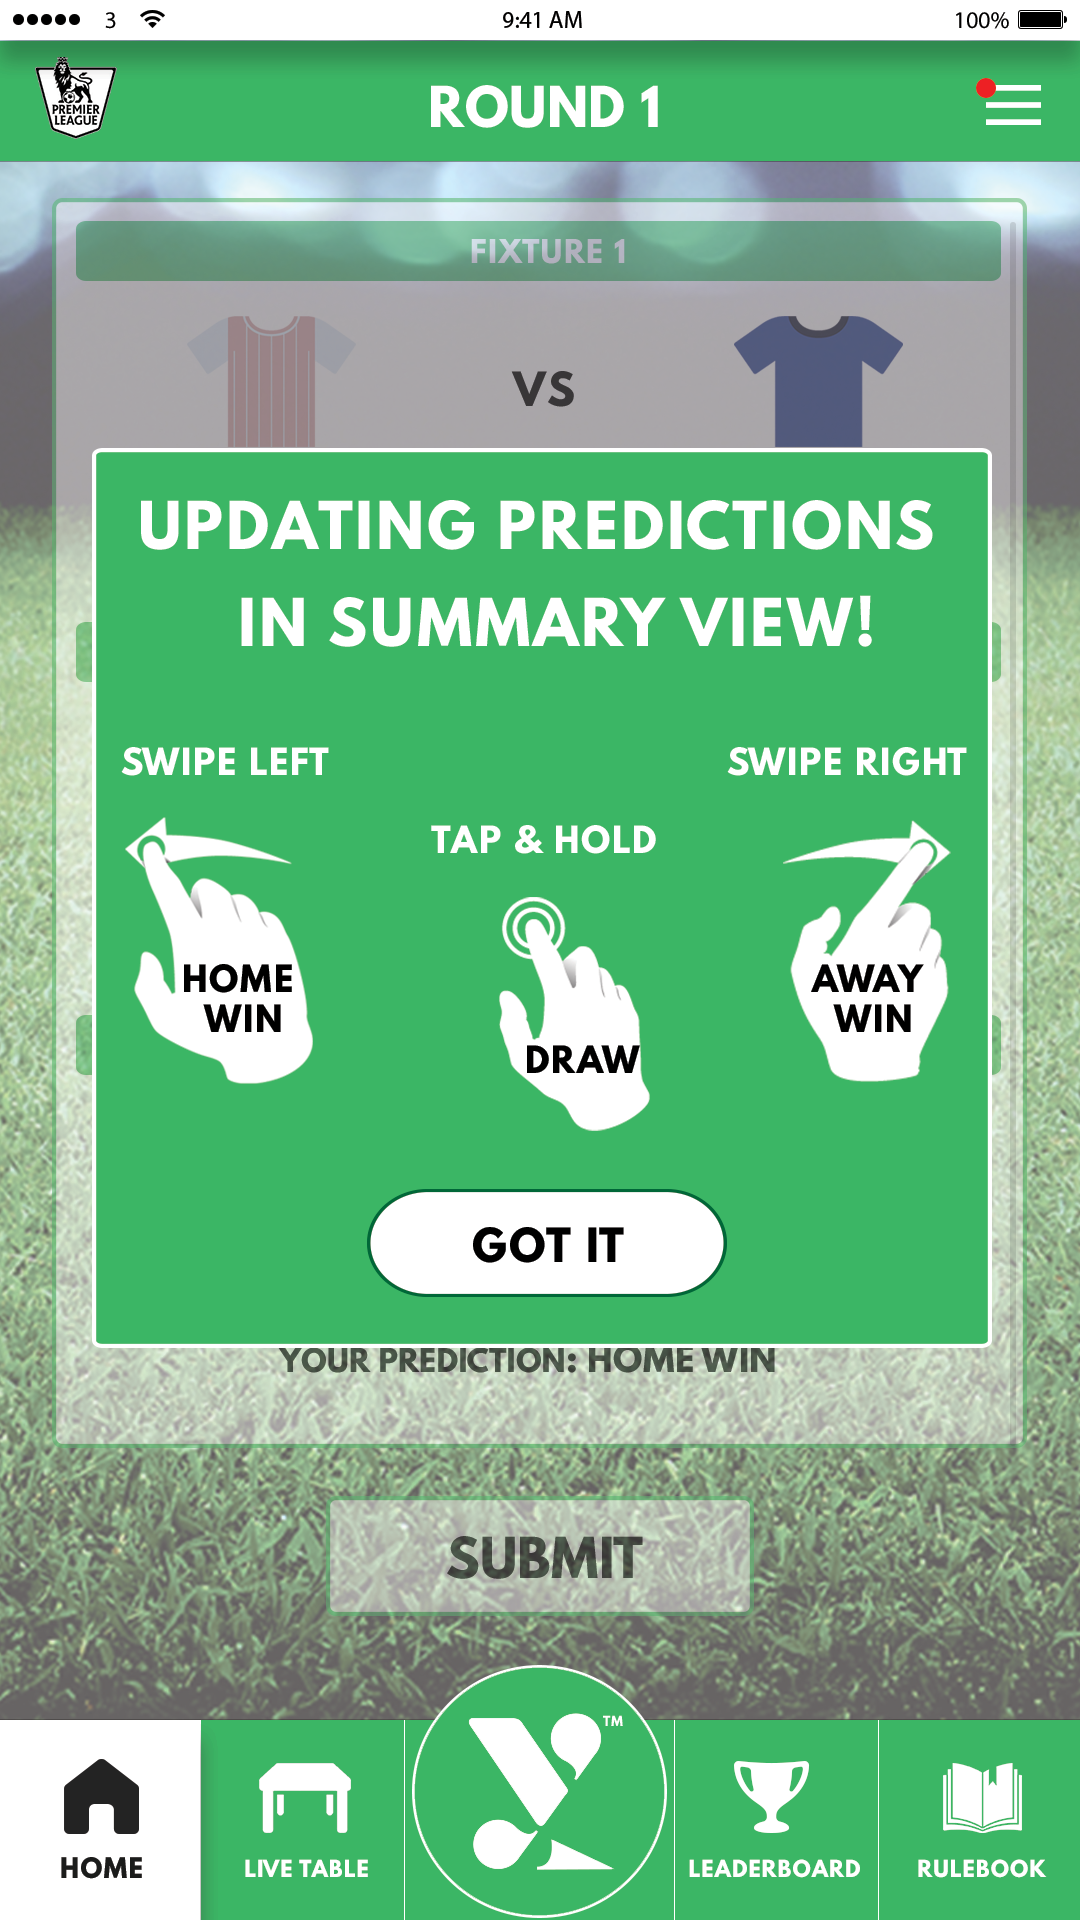 3
9:41 AM
100%
PREMIER
LEAGUE
ROUND 1
FIXTURE 1
VS
UPDATING PREDICTIONS
IN SUMMARY VIEW!
SWIPE LEFT
SWIPE RIGHT
TAP & HOLD
HOME
WIN
AWAY
WIN
DRAW
GOT IT
YOUR PREDICTION: HOME WIN
SUBMIT
TM
HOME
LIVE TABLE
LEADERBOARD
RULEBOOK